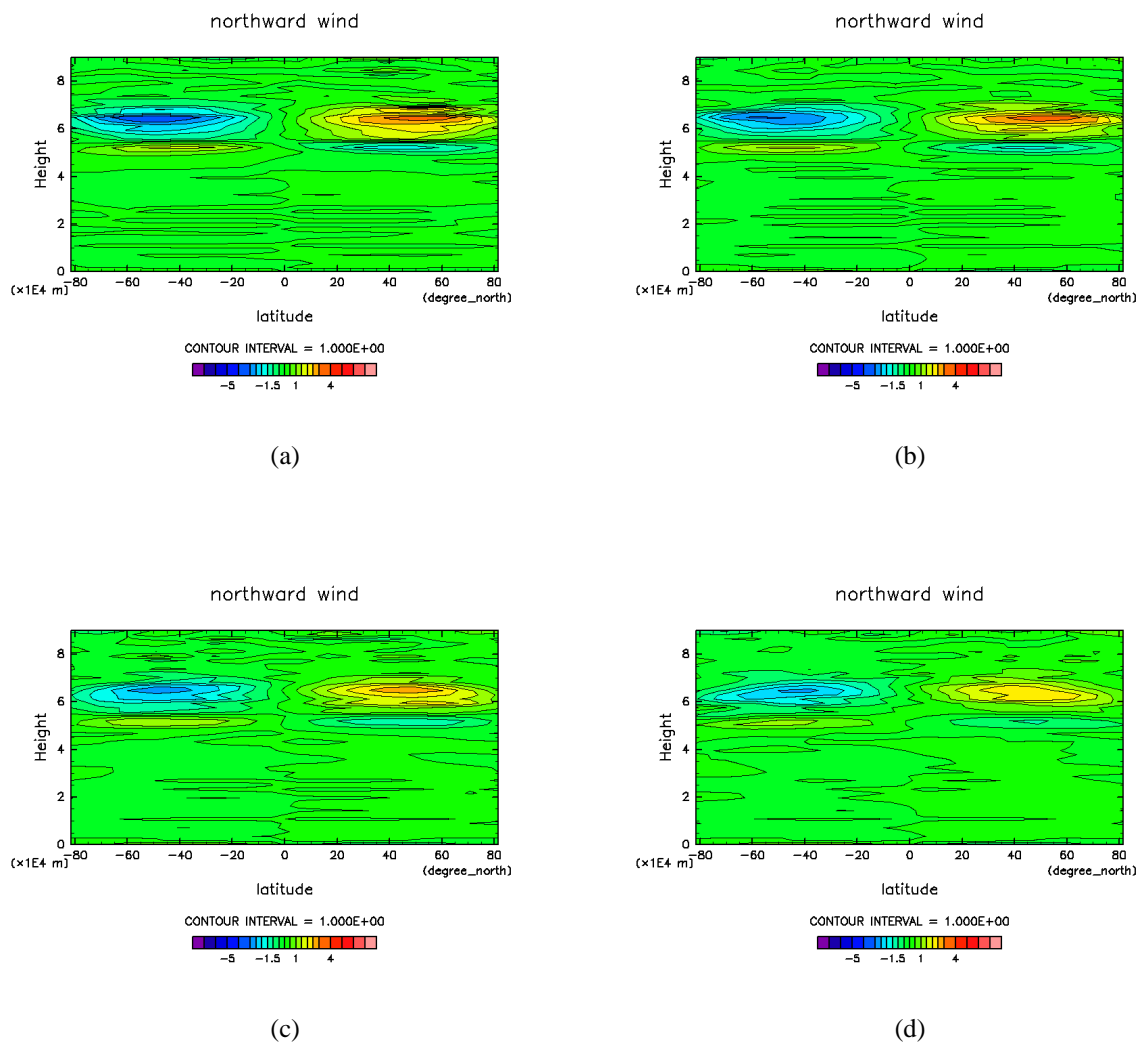 northward wind
Height
8
6
4
2
0
−80 −60 −40 −20 0 20 40 60 80
(×1E4 m) (degree_north)
latitude
CONTOUR INTERVAL = 1.000E+00
−5 −1.5 1 4
(a)
northward wind
Height
8
6
4
2
0
−80 −60 −40 −20 0 20 40 60 80
(×1E4 m) (degree_north)
latitude
CONTOUR INTERVAL = 1.000E+00
−5 −1.5 1 4
(b)
northward wind
Height
8
6
4
2
0
−80 −60 −40 −20 0 20 40 60 80
(×1E4 m) (degree_north)
latitude
CONTOUR INTERVAL = 1.000E+00
−5 −1.5 1 4
(c)
northward wind
Height
8
6
4
2
0
−80 −60 −40 −20 0 20 40 60 80
(×1E4 m) (degree_north)
latitude
CONTOUR INTERVAL = 1.000E+00
−5 −1.5 1 4
(d)